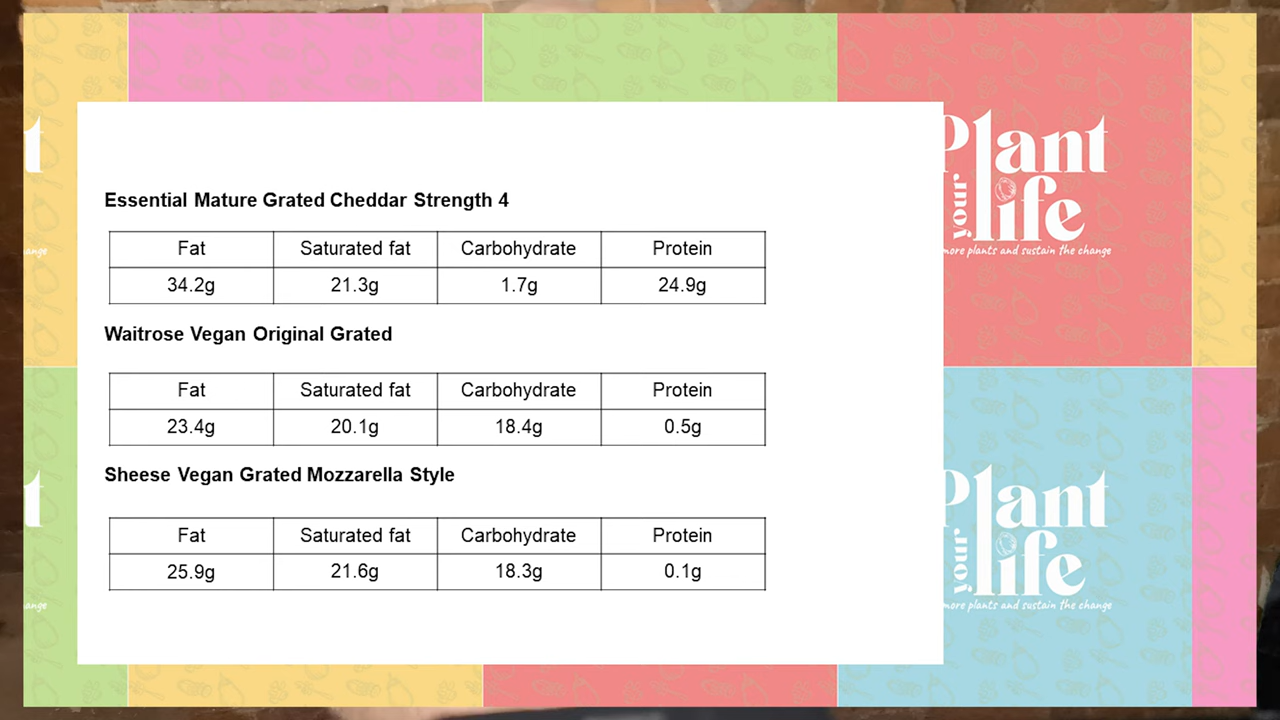 Essential Mature Grated Cheddar Strength 4
Fat Saturated fat Carbohydrate Protein
34.2g 21.3g 1.7g 24.9g
Waitrose Vegan Original Grated
Fat Saturated fat Carbohydrate Protein
23.4g 20.1g 18.4g 0.5g
Sheese Vegan Grated Mozzarella Style
Fat Saturated fat Carbohydrate Protein
25.9g 21.6g 18.3g 0.1g
Plant
your life
more plants and sustain the change
Plant
your life
more plants and sustain the change
t
change